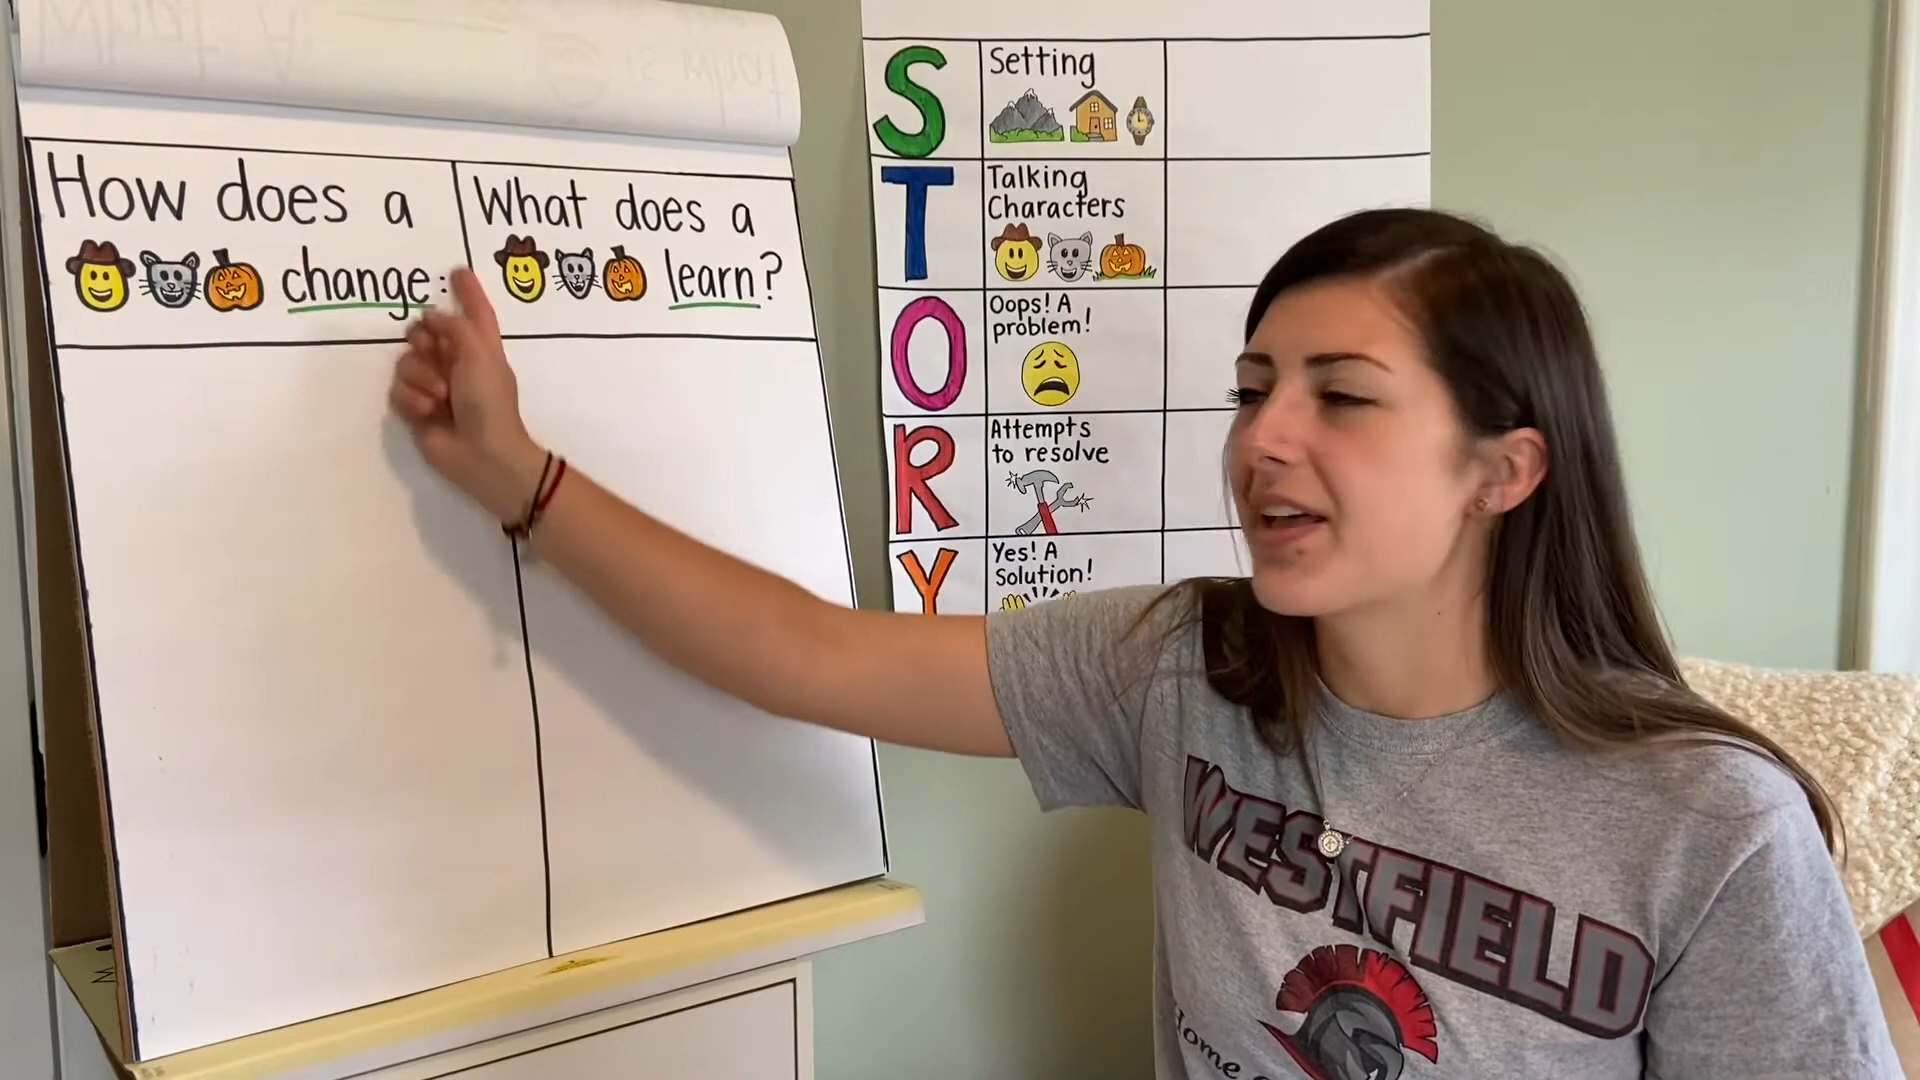 How does a
change:
What does a
learn?
S
Setting
T
Talking
Characters
O
Oops! A
problem!
R
Attempts
to resolve
Y
Yes! A
Solution!
WESTFIELD